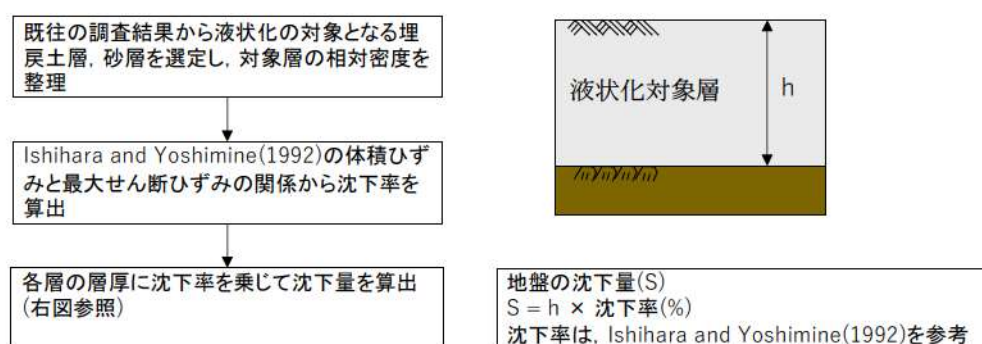 既往の調査結果から液状化の対象となる埋
戻土層，砂層を選定し，対象層の相対密度を
整理
Ishihara and Yoshimine(1992)の体積ひず
みと最大せん断ひずみの関係から沈下率を
算出
各層の層厚に沈下率を乗じて沈下量を算出
(右図参照)
液状化対象層
h
地盤の沈下量(S)
S = h × 沈下率(%)
沈下率は，Ishihara and Yoshimine(1992)を参考